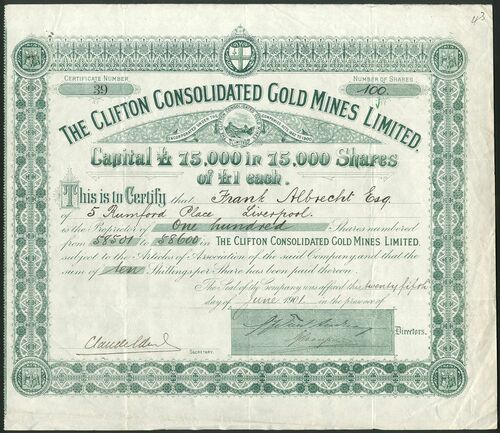 43
CERTIFICATE NUMBER
39
NUMBER OF SHARES
100
THE CLIFTON CONSOLIDATED GOLD MINES LIMITED.
Capital £ 75,000 in 75,000 Shares
of £1 each.
This is to Certify that Frank Albrecht Esq
of 5 Rumford Place Liverpool.
is the Proprietor of One hundred Shares numbered
from 58501 to 58600 in THE CLIFTON CONSOLIDATED GOLD MINES LIMITED.
subject to the Articles of Association of the said Company and that the
sum of ten Shillings per Share has been paid thereon.
The Seal of the Company was affixed this twenty fifth
day of June 1901 in the presence of
Directors.
SECRETARY.